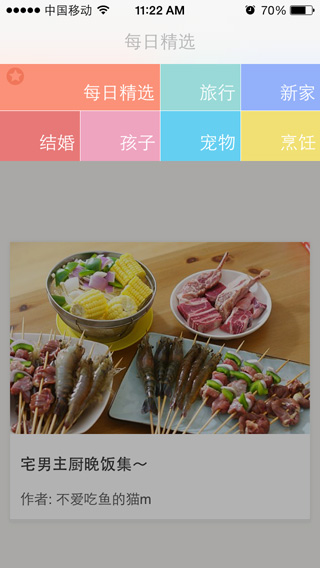 中国移动 11:22 AM 70%
每日精选
每日精选 旅行 新家
结婚 孩子 宠物 烹饪
宅男主厨晚饭集～
作者: 不爱吃鱼的猫m